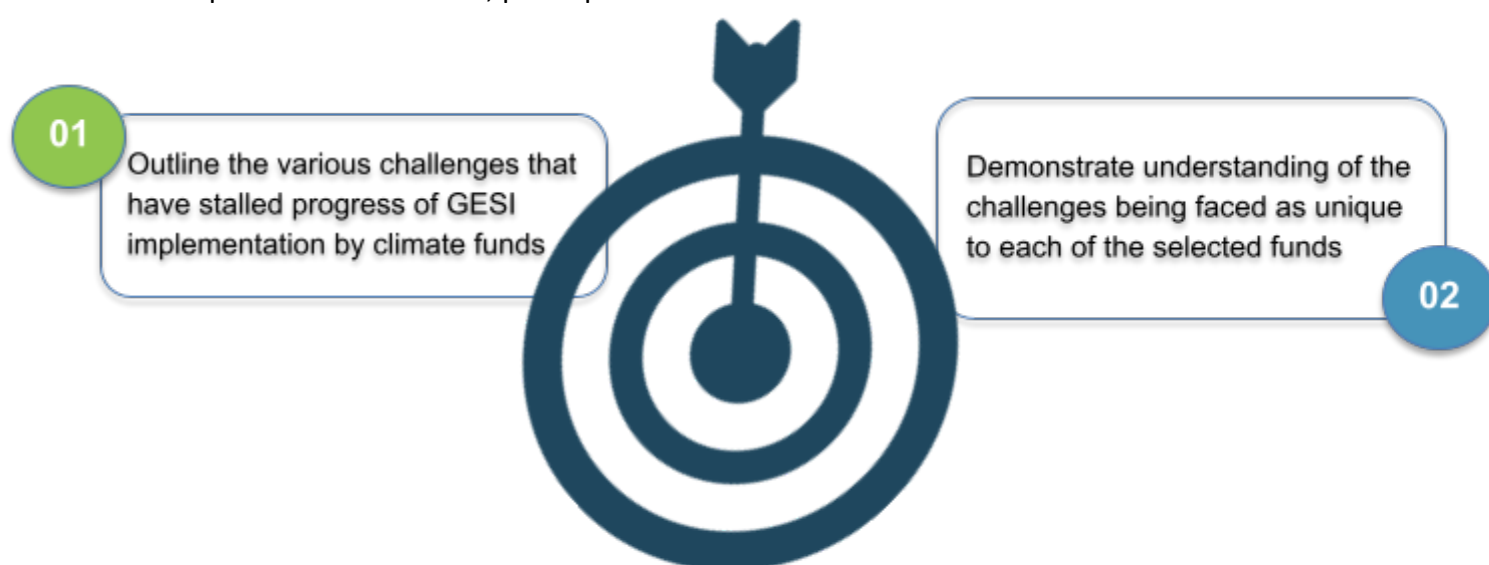 01
Outline the various challenges that
have stalled progress of GESI
implementation by climate funds
Demonstrate understanding of the
challenges being faced as unique
to each of the selected funds
02